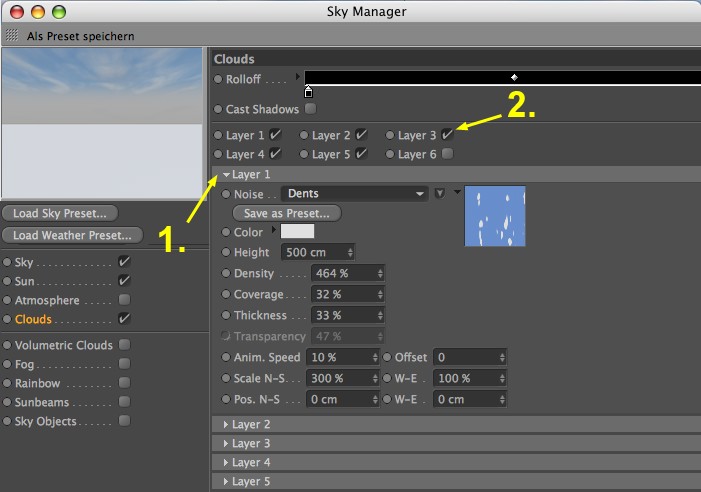 Sky Manager
Als Preset speichern
Clouds
Rolloff . . . .
Cast Shadows
2.
Layer 1 Layer 2 Layer 3
Layer 4 Layer 5 Layer 6
Layer 1
1.
Noise . . Dents
Save as Preset...
Color
Height 500 cm
Density . . . . 464 %
Coverage . . . 32 %
Thickness . . . 33 %
Transparency 47 %
Anim. Speed 10 % Offset 0
Scale N-S. . . 300 % W-E . 100 %
Pos. N-S . . . 0 cm W-E . 0 cm
Layer 2
Layer 3
Layer 4
Layer 5
Load Sky Preset...
Load Weather Preset...
Sky . . . . . . . . . . . . .
Sun . . . . . . . . . . . . .
Atmosphere . . . . .
Clouds . . . . . . . . . .
Volumetric Clouds
Fog . . . . . . . . . . . . .
Rainbow . . . . . . . .
Sunbeams . . . . . . .
Sky Objects . . . . . .